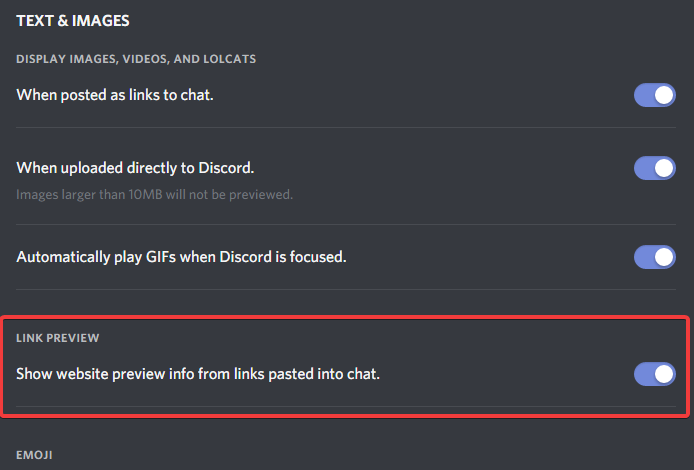 TEXT & IMAGES
DISPLAY IMAGES, VIDEOS, AND LOLCATS
When posted as links to chat.
When uploaded directly to Discord.
Images larger than 10MB will not be previewed.
Automatically play GIFs when Discord is focused.
LINK PREVIEW
Show website preview info from links pasted into chat.
EMOJI